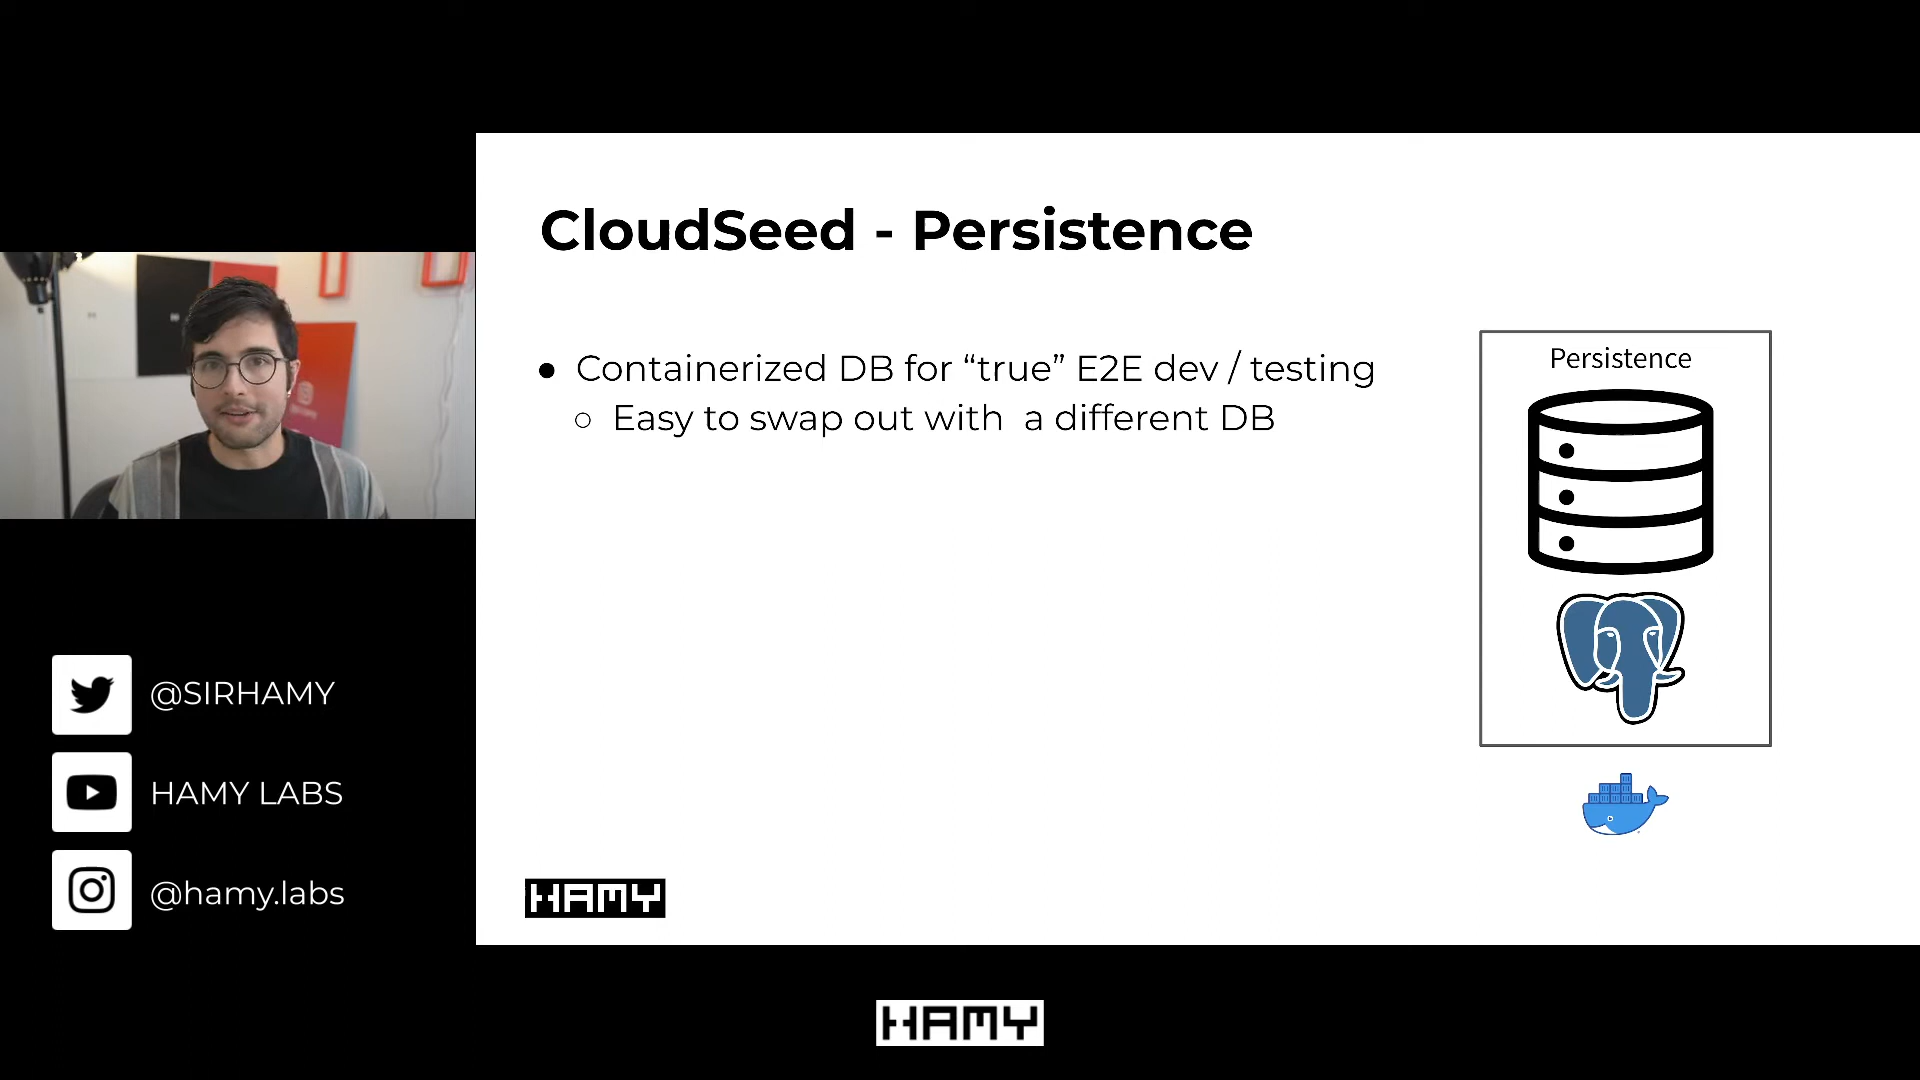 CloudSeed - Persistence
● Containerized DB for “true” E2E dev / testing
○ Easy to swap out with  a different DB
Persistence
@SIRHAMY
HAMY LABS
@hamy.labs
HAMY
HAMY